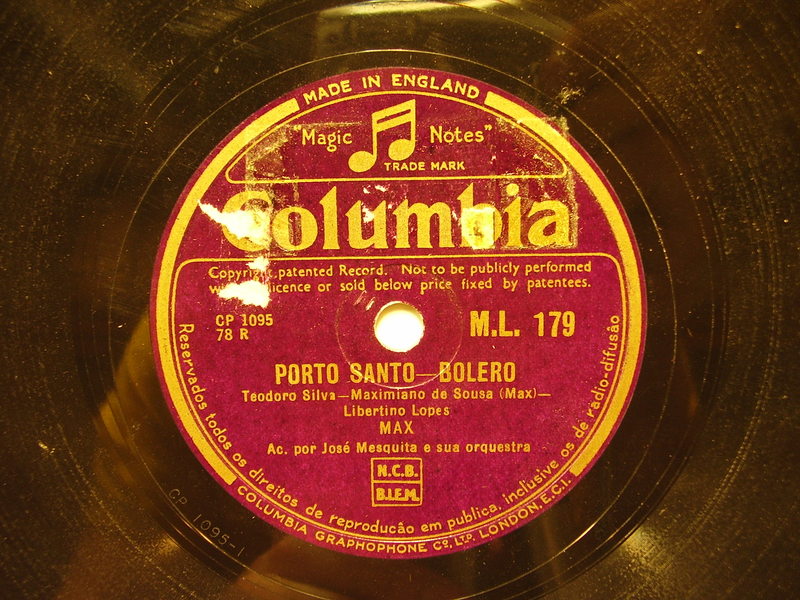 MADE IN ENGLAND
"Magic Notes"
TRADE MARK
Columbia
Copyright, patented Record. Not to be publicly performed
licence or sold below price fixed by patentees.
CP 1095
78 R
M.L. 179
PORTO SANTO—BOLERO
Teodoro Silva—Maximiano de Sousa (Max)—
Libertino Lopes
MAX
Ac. por José Mesquita e sua orquestra
N.C.B.
B.I.E.M.
Reservados todos os direitos de reproducâo em publica, inclusive os de radio-difusâo
COLUMBIA GRAPHOPHONE Co., LTD. LONDON, E.C.1.
CP 1095-1